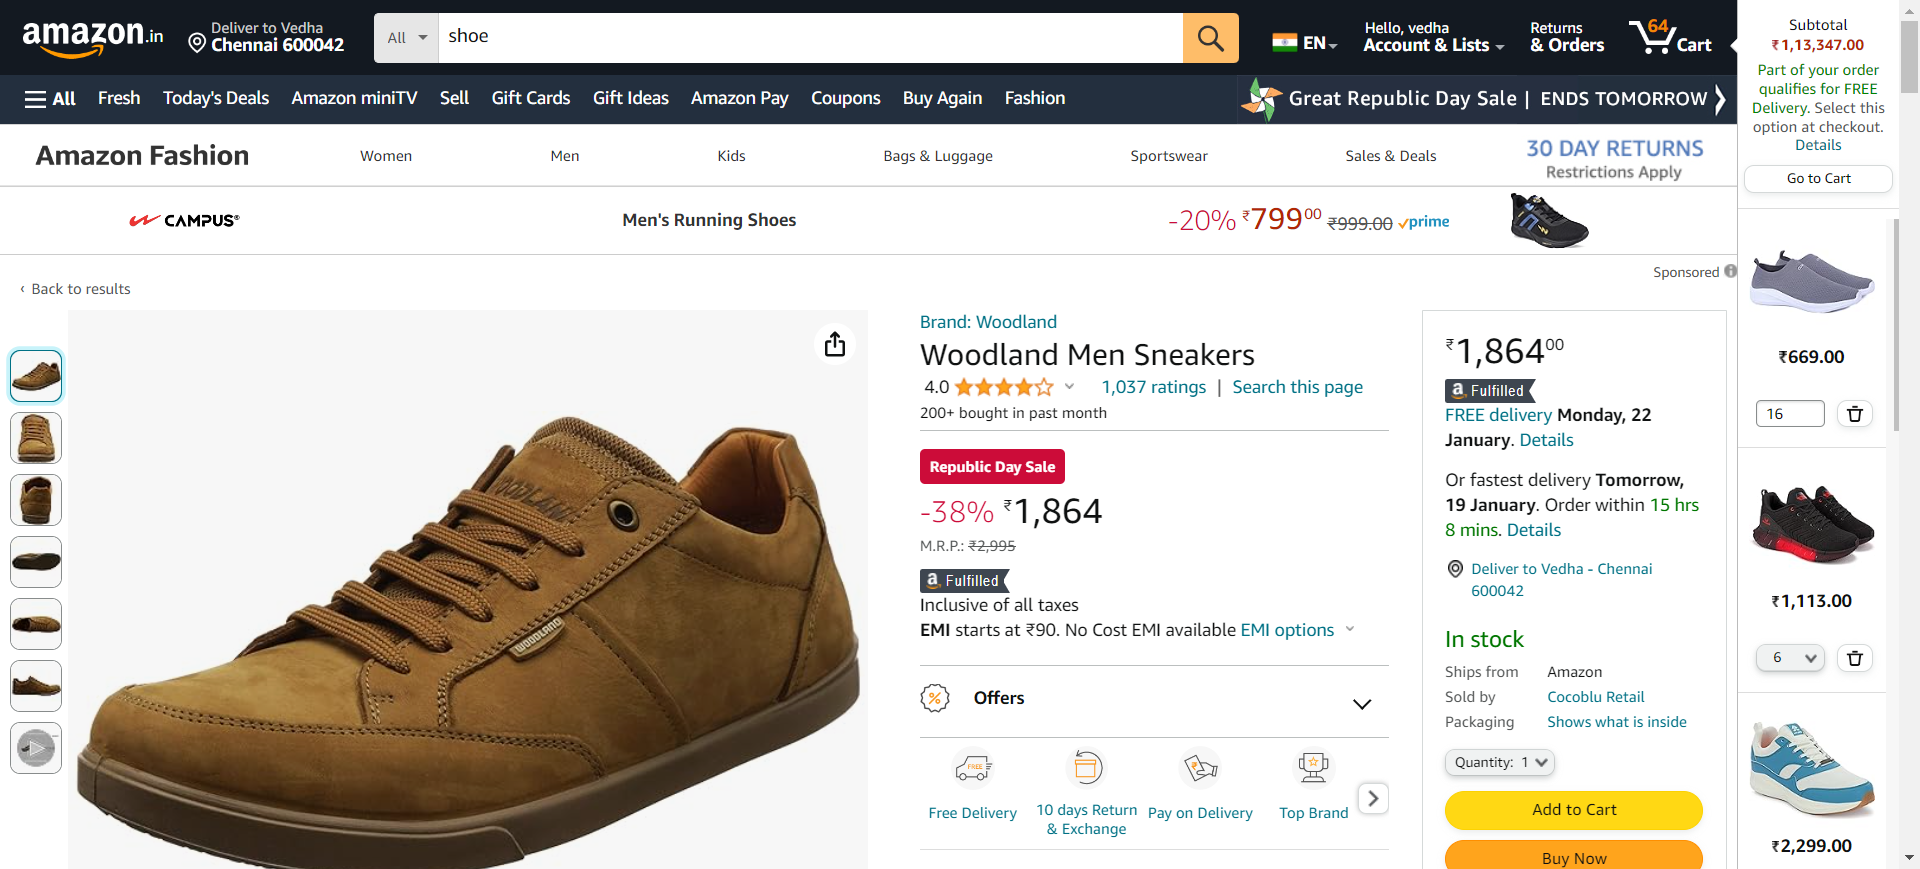 amazon.in
Deliver to Vedha
Chennai 600042
All
shoe
EN
Hello, vedha
Account & Lists
Returns
& Orders
64
Cart
All
Fresh
Today's Deals
Amazon miniTV
Sell
Gift Cards
Gift Ideas
Amazon Pay
Coupons
Buy Again
Fashion
Great Republic Day Sale | ENDS TOMORROW
Amazon Fashion
Women
Men
Kids
Bags & Luggage
Sportswear
Sales & Deals
30 DAY RETURNS
Restrictions Apply
CAMPUS®
Men's Running Shoes
-20% ₹79900 ₹999.00 prime
Sponsored
‹ Back to results
WOODLAND
WOODLAND
Brand: Woodland
Woodland Men Sneakers
4.0
1,037 ratings | Search this page
200+ bought in past month
Republic Day Sale
-38% ₹1,864
M.R.P.: ₹2,995
a Fulfilled
Inclusive of all taxes
EMI starts at ₹90. No Cost EMI available EMI options
% Offers
FREE
Free Delivery
10 days Return
& Exchange
Pay on Delivery
Top Brand
₹1,86400
a Fulfilled
FREE delivery Monday, 22
January. Details
Or fastest delivery Tomorrow,
19 January. Order within 15 hrs
8 mins. Details
Deliver to Vedha - Chennai
600042
In stock
Ships from Amazon
Sold by Cocoblu Retail
Packaging Shows what is inside
Quantity: 1
Add to Cart
Buy Now
Subtotal
₹1,13,347.00
Part of your order
qualifies for FREE
Delivery. Select this
option at checkout.
Details
Go to Cart
₹669.00
16
₹1,113.00
6
₹2,299.00